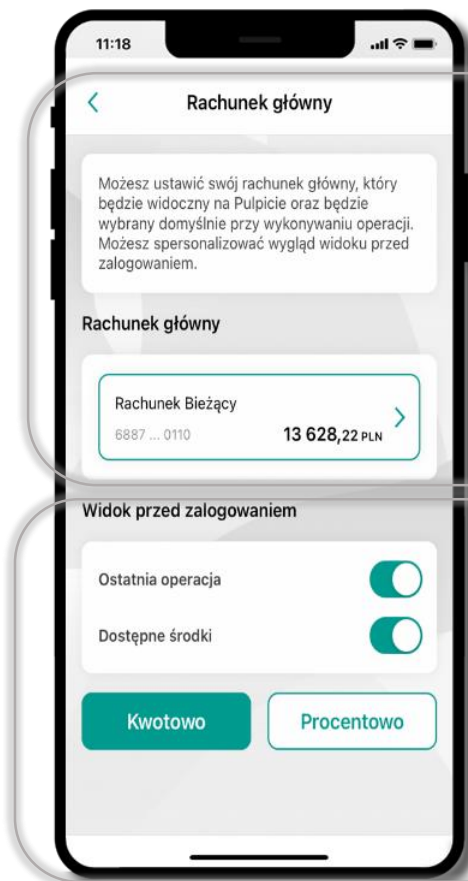 11:18
Rachunek główny
Możesz ustawić swój rachunek główny, który
będzie widoczny na Pulpicie oraz będzie
wybrany domyślnie przy wykonywaniu operacji.
Możesz spersonalizować wygląd widoku przed
zalogowaniem.
Rachunek główny
Rachunek Bieżący
6887 ... 0110 13 628,22 PLN
Widok przed zalogowaniem
Ostatnia operacja
Dostępne środki
Kwotowo Procentowo